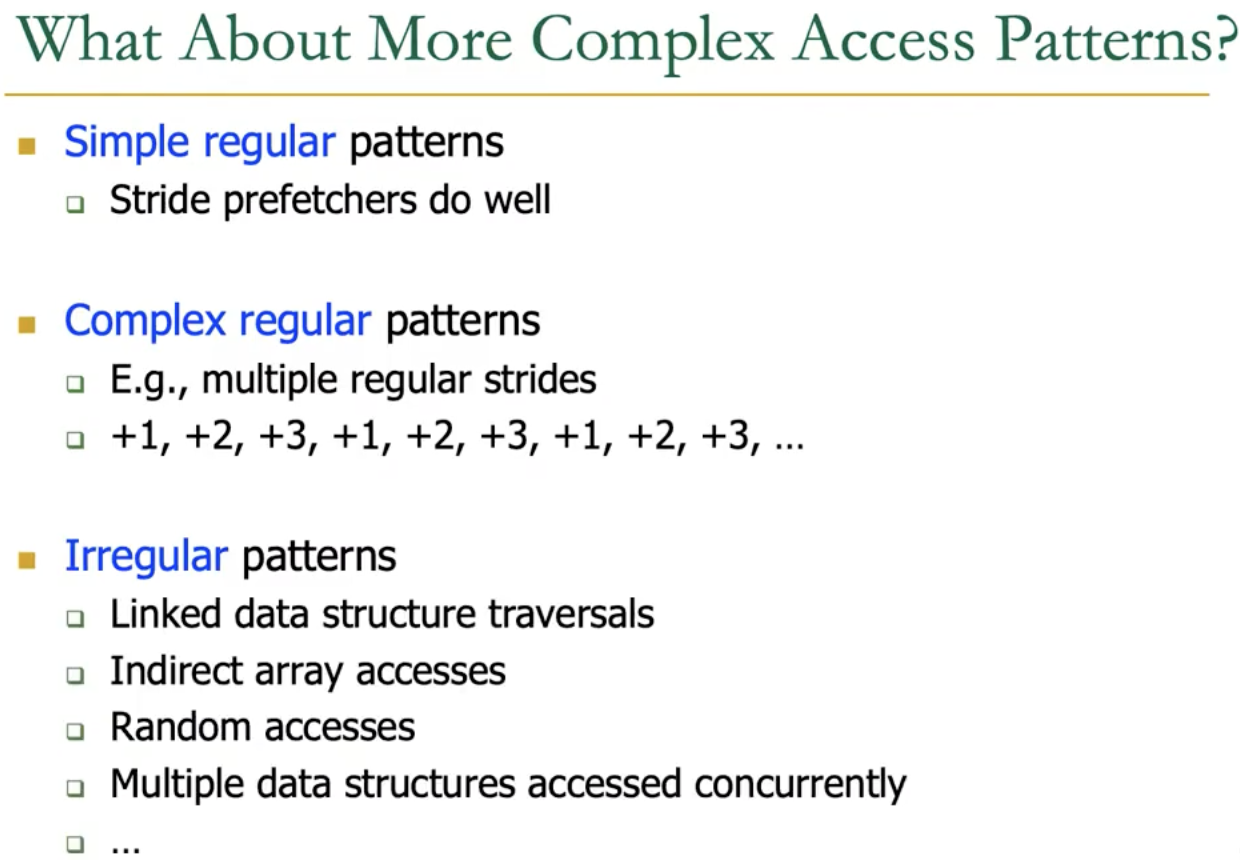 What About More Complex Access Patterns?
Simple regular patterns
Stride prefetchers do well
Complex regular patterns
E.g., multiple regular strides
+1, +2, +3, +1, +2, +3, +1, +2, +3, ...
Irregular patterns
Linked data structure traversals
Indirect array accesses
Random accesses
Multiple data structures accessed concurrently
...